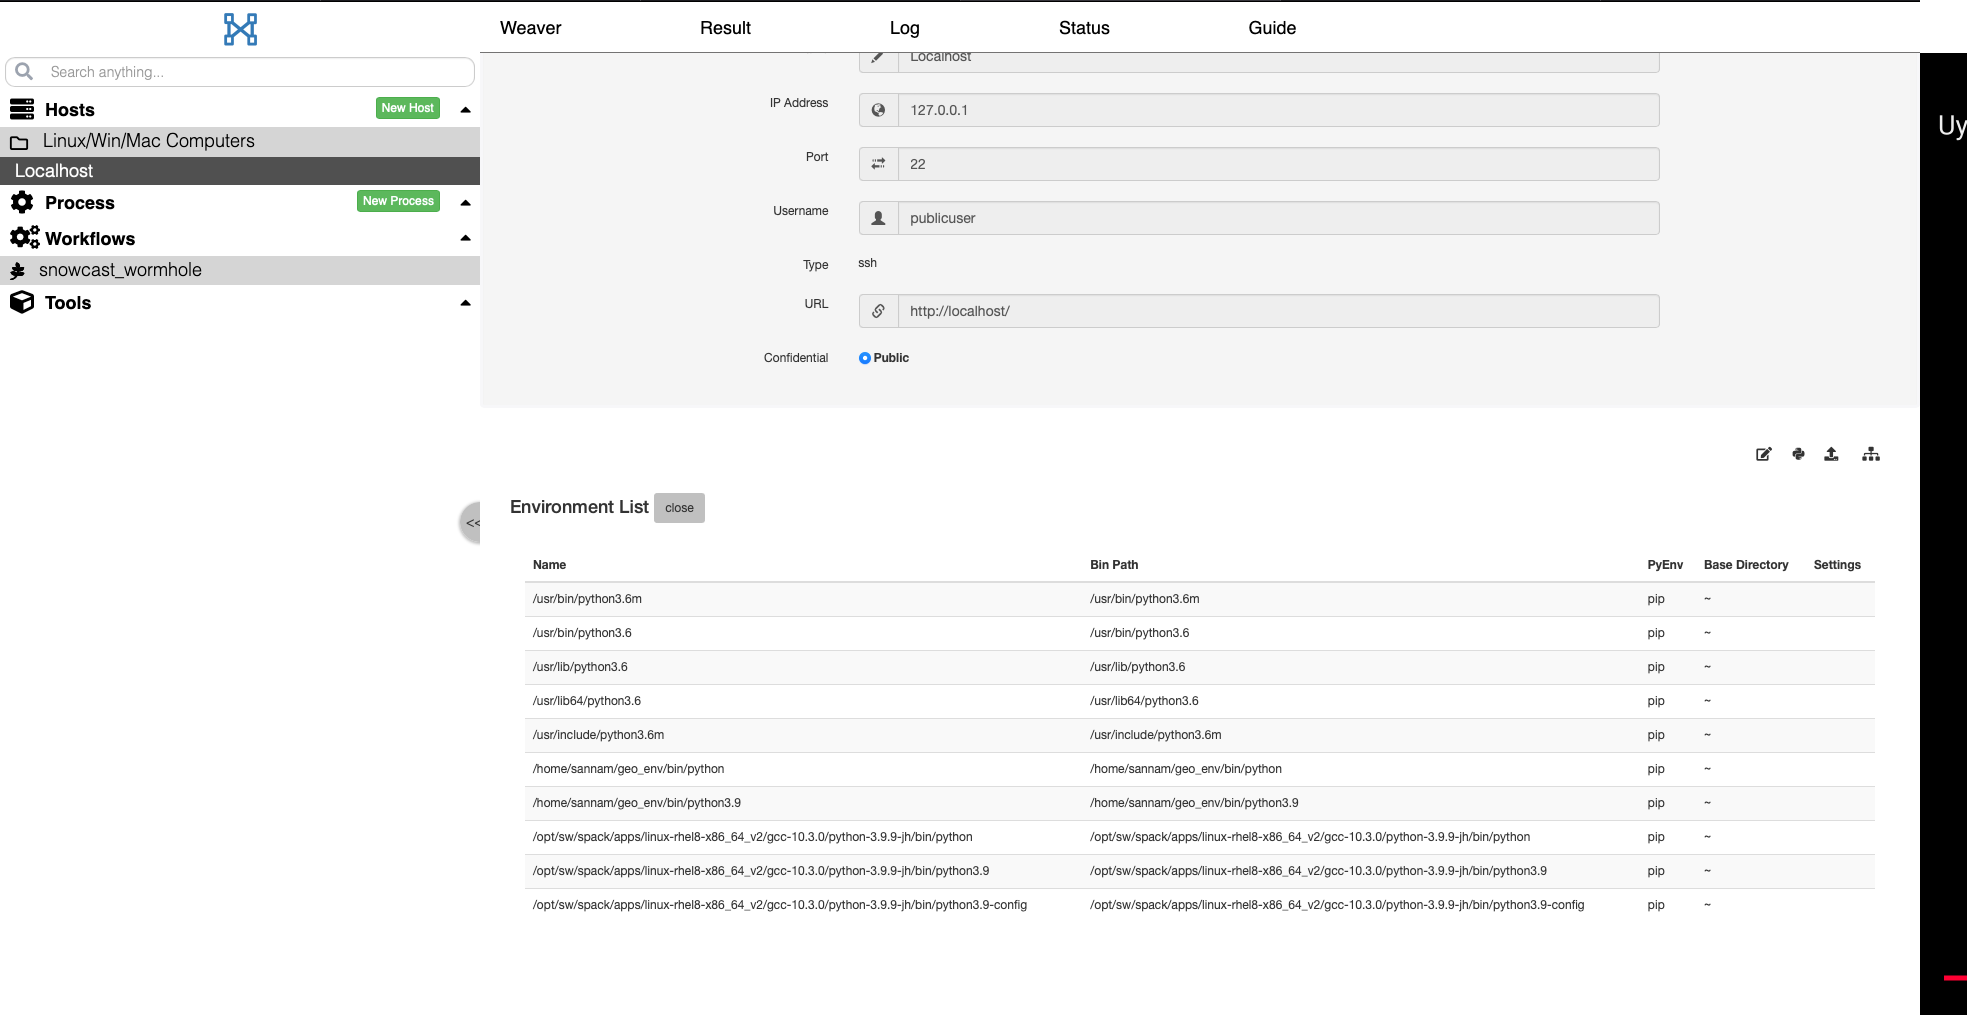 Weaver Result Log Status Guide
Search anything...
Hosts New Host
Linux/Win/Mac Computers
Localhost
Process New Process
Workflows
snowcast_wormhole
Tools
Localhost
IP Address 127.0.0.1
Port 22
Username publicuser
Type ssh
URL http://localhost/
Confidential Public
Uy
<<
Environment List close
Name Bin Path PyEnv Base Directory Settings
/usr/bin/python3.6m /usr/bin/python3.6m pip ~
/usr/bin/python3.6 /usr/bin/python3.6 pip ~
/usr/lib/python3.6 /usr/lib/python3.6 pip ~
/usr/lib64/python3.6 /usr/lib64/python3.6 pip ~
/usr/include/python3.6m /usr/include/python3.6m pip ~
/home/sannam/geo_env/bin/python /home/sannam/geo_env/bin/python pip ~
/home/sannam/geo_env/bin/python3.9 /home/sannam/geo_env/bin/python3.9 pip ~
/opt/sw/spack/apps/linux-rhel8-x86_64_v2/gcc-10.3.0/python-3.9.9-jh/bin/python /opt/sw/spack/apps/linux-rhel8-x86_64_v2/gcc-10.3.0/python-3.9.9-jh/bin/python pip ~
/opt/sw/spack/apps/linux-rhel8-x86_64_v2/gcc-10.3.0/python-3.9.9-jh/bin/python3.9 /opt/sw/spack/apps/linux-rhel8-x86_64_v2/gcc-10.3.0/python-3.9.9-jh/bin/python3.9 pip ~
/opt/sw/spack/apps/linux-rhel8-x86_64_v2/gcc-10.3.0/python-3.9.9-jh/bin/python3.9-config /opt/sw/spack/apps/linux-rhel8-x86_64_v2/gcc-10.3.0/python-3.9.9-jh/bin/python3.9-config pip ~